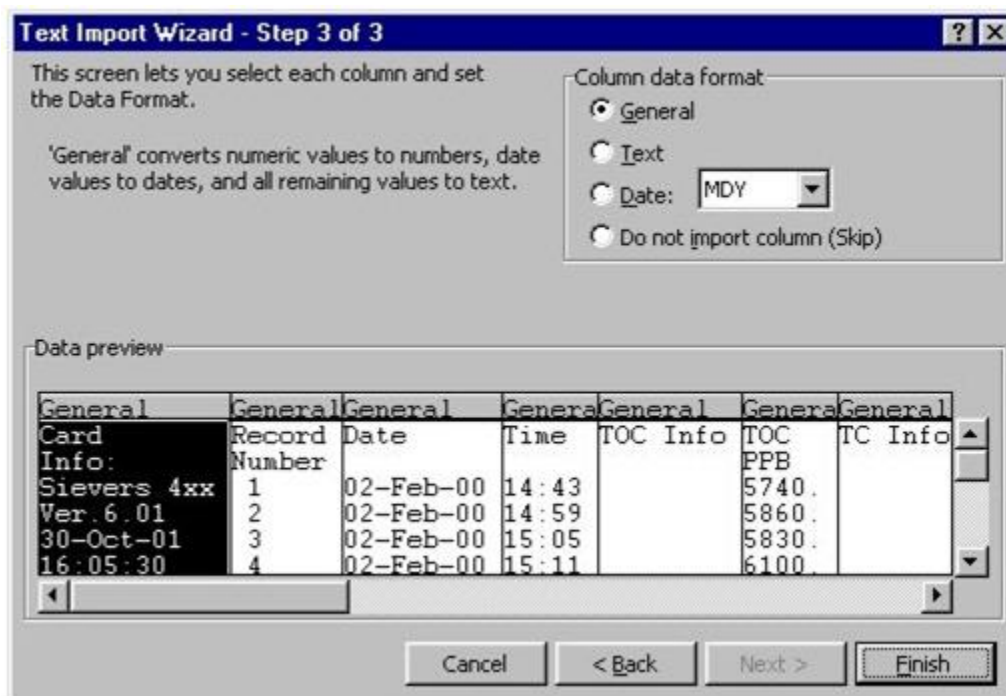 Text Import Wizard - Step 3 of 3
This screen lets you select each column and set
the Data Format.
'General' converts numeric values to numbers, date
values to dates, and all remaining values to text.
Column data format
General
Text
Date: MDY
Do not import column (Skip)
Data preview
General General General Genera General Genera General
Card Record Date Time TOC Info TOC TC Info
Info: Number PPB
Sievers 4xx 1 02-Feb-00 14:43 5740.
Ver.6.01 2 02-Feb-00 14:59 5860.
30-Oct-01 3 02-Feb-00 15:05 5830.
16:05:30 4 02-Feb-00 15:11 6100.
Cancel < Back Next > Finish